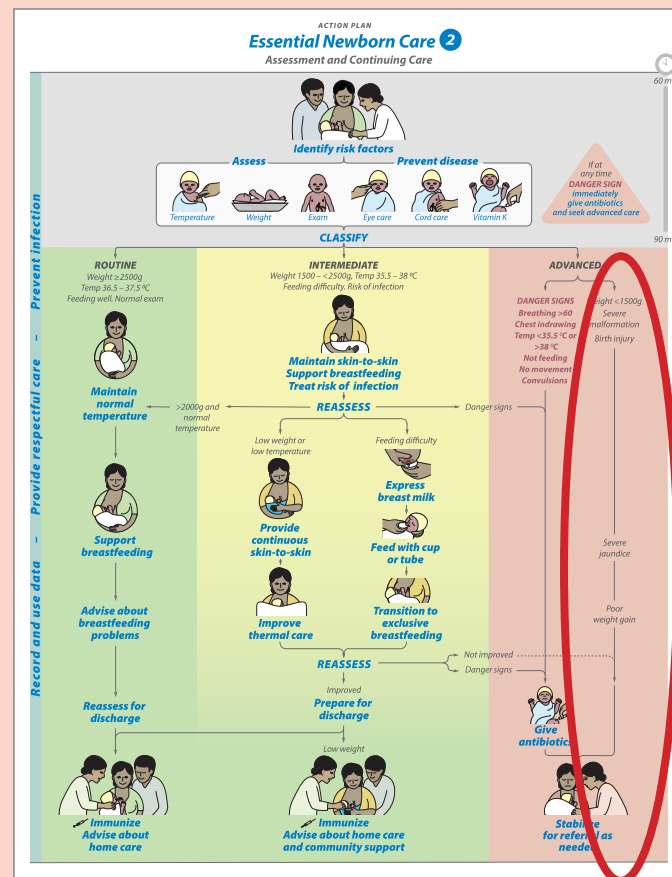 ACTION PLAN
Essential Newborn Care 2
Assessment and Continuing Care
60 m
Identify risk factors
Assess
Prevent disease
Temperature
Weight
Exam
Eye care
Cord care
Vitamin K
If at
any time
DANGER SIGN
immediately
give antibiotics
and seek advanced care
CLASSIFY
90 m
Prevent infection
–
Provide respectful care
–
Record and use data
ROUTINE
Weight ≥2500g
Temp 36.5 – 37.5 ºC
Feeding well. Normal exam
INTERMEDIATE
Weight 1500 – <2500g, Temp 35.5 – 38 ºC
Feeding difficulty. Risk of infection
ADVANCED
DANGER SIGNS
Breathing >60
Chest indrawing
Temp <35.5 ºC or
>38 ºC
Not feeding
No movement
Convulsions
eight <1500g
Severe
malformation
Birth injury
Maintain
normal
temperature
Maintain skin-to-skin
Support breastfeeding
Treat risk of infection
>2000g and
normal
temperature
REASSESS
Danger signs
Low weight or
low temperature
Feeding difficulty
Express
breast milk
Support
breastfeeding
Provide
continuous
skin-to-skin
Feed with cup
or tube
Severe
jaundice
Advise about
breastfeeding
problems
Improve
thermal care
Transition to
exclusive
breastfeeding
Poor
weight gain
REASSESS
Not improved
Danger signs
Improved
Reassess for
discharge
Prepare for
discharge
Give
antibiotics
Low weight
Immunize
Advise about
home care
Immunize
Advise about home care
and community support
Stabilize
for referral as
needed